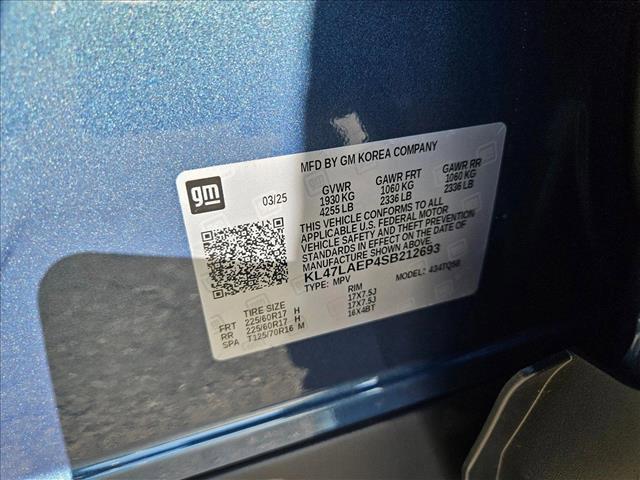 MFD BY GM KOREA COMPANY
gm
03/25
GVWR GAWR FRT GAWR RR
1930 KG 1060 KG 1060 KG
4255 LB 2336 LB 2336 LB
THIS VEHICLE CONFORMS TO ALL
APPLICABLE U.S. FEDERAL MOTOR
VEHICLE SAFETY AND THEFT PREVENTION
STANDARDS IN EFFECT ON THE DATE OF
MANUFACTURE SHOWN ABOVE.
KL47LAEP4SB212693
TYPE: MPV MODEL: 434TQ58
TIRE SIZE RIM
FRT 225/60R17 H 17X7.5J
RR 225/60R17 H 17X7.5J
SPA T125/70R16 M 16X4BT